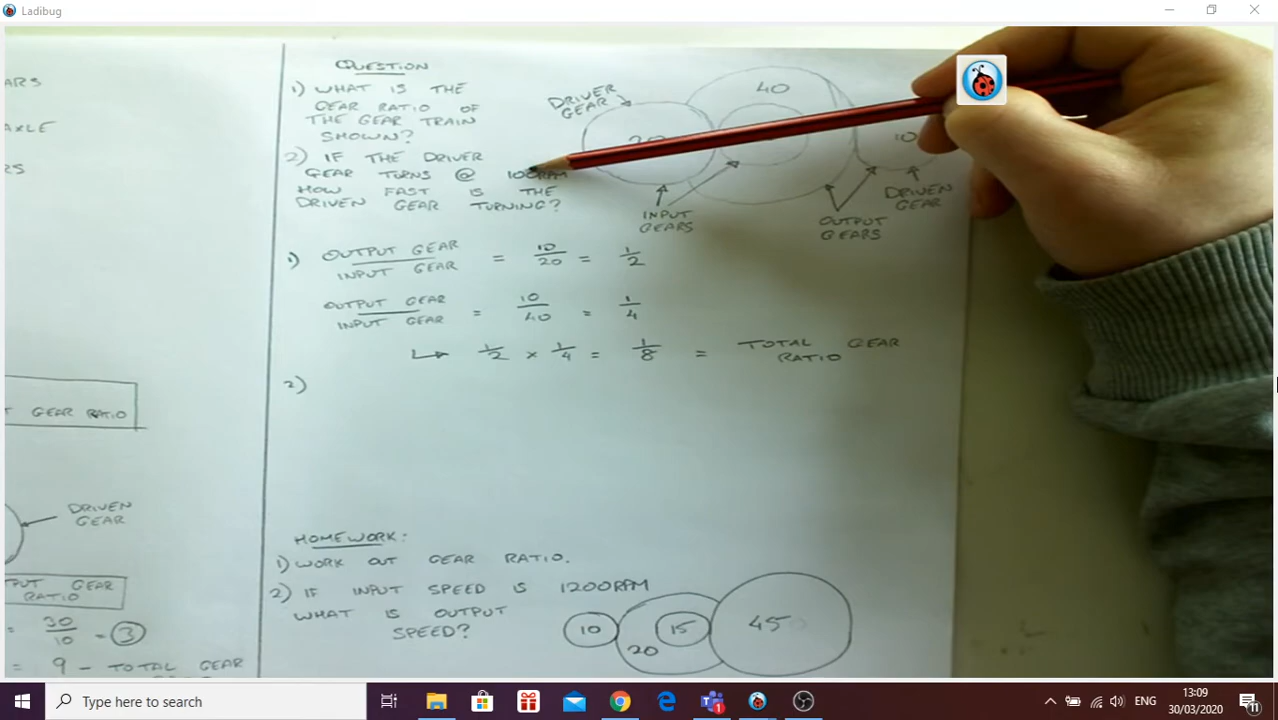 Ladibug
ARS
AXLE
RS
GEAR RATIO
DRIVEN
GEAR
PUT GEAR
RATIO
= 30/10 = 3
= 9 - TOTAL GEAR
QUESTION
1) WHAT IS THE
GEAR RATIO OF
THE GEAR TRAIN
SHOWN?
2) IF THE DRIVER
GEAR TURNS @ 100RPM
HOW FAST IS THE
DRIVEN GEAR TURNING?
DRIVER
GEAR
40
10
INPUT
GEARS
OUTPUT
GEARS
DRIVEN
GEAR
1) OUTPUT GEAR / INPUT GEAR = 10/20 = 1/2
OUTPUT GEAR / INPUT GEAR = 10/40 = 1/4
↳ 1/2 × 1/4 = 1/8 = TOTAL GEAR
RATIO
2)
HOMEWORK:
1) WORK OUT GEAR RATIO.
2) IF INPUT SPEED IS 1200RPM
WHAT IS OUTPUT
SPEED?
10
20
15
45
Type here to search
ENG
13:09
30/03/2020
1
11